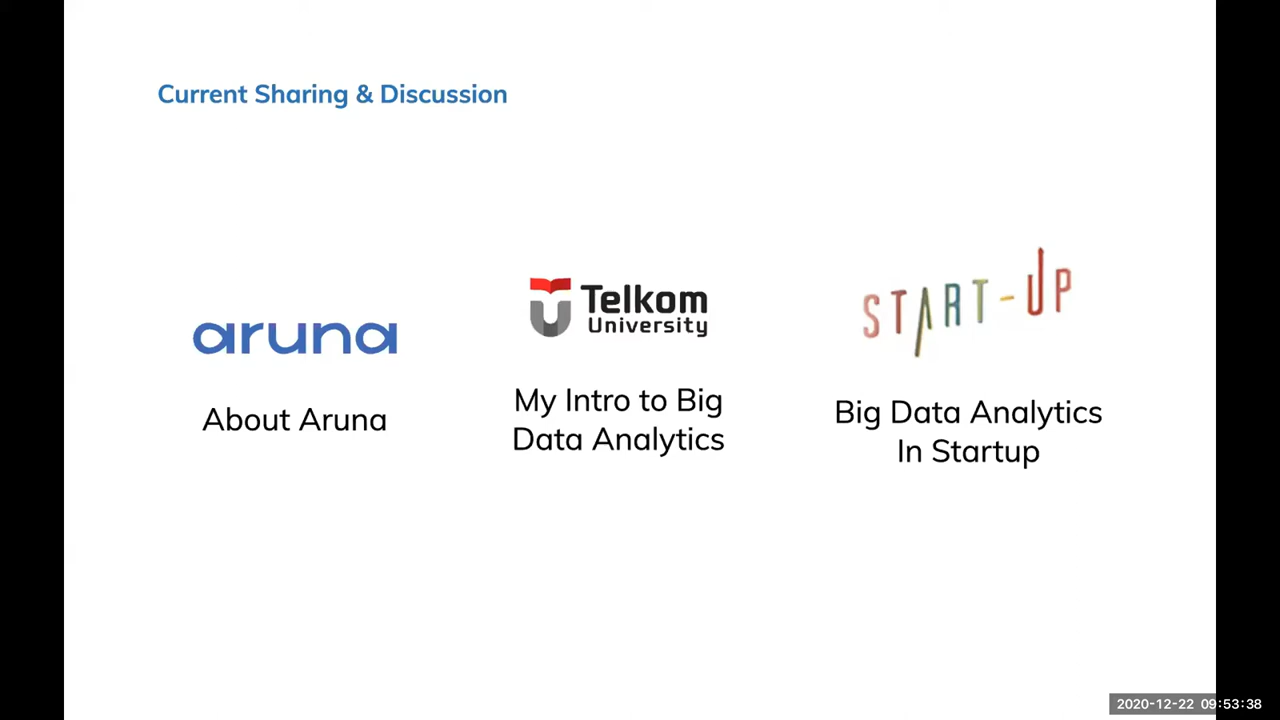 Current Sharing & Discussion
aruna
About Aruna
Telkom
University
My Intro to Big
Data Analytics
START-UP
Big Data Analytics
In Startup
2020-12-22 09:53:38